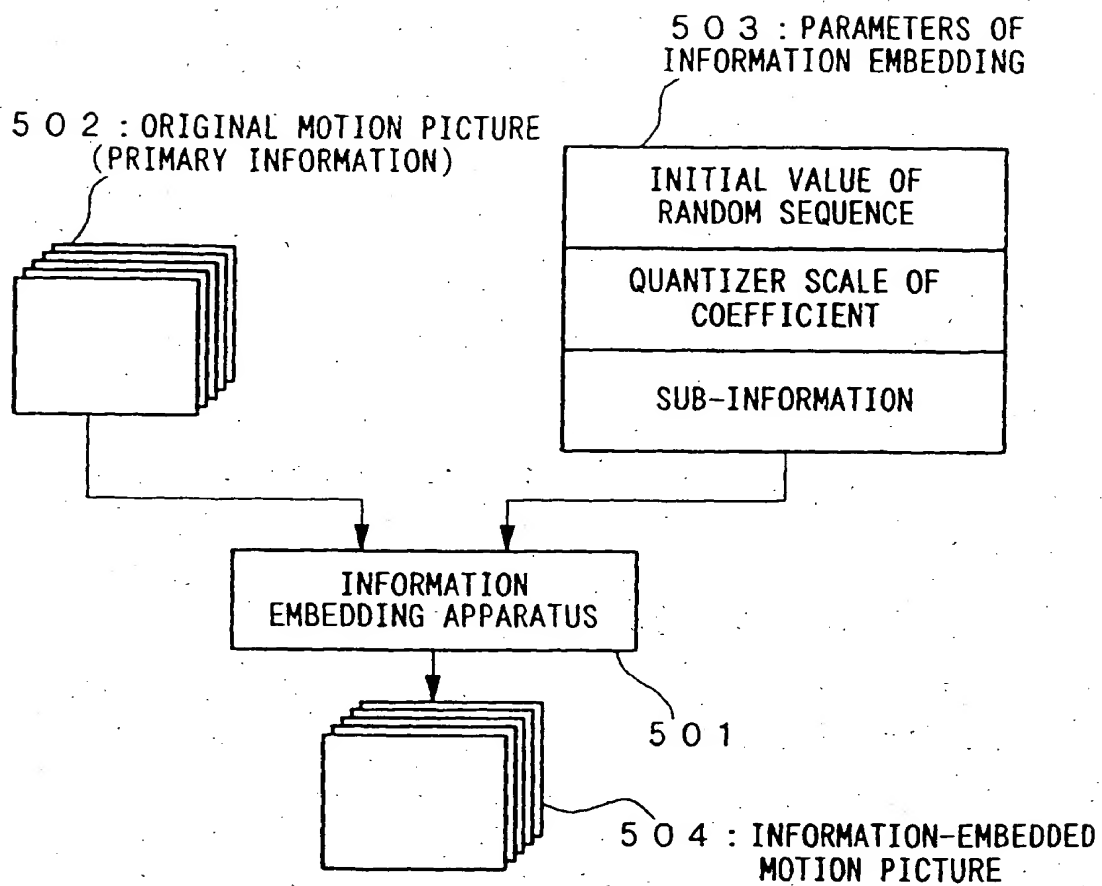 5 0 3 : PARAMETERS OF
INFORMATION EMBEDDING
5 0 2 : ORIGINAL MOTION PICTURE
(PRIMARY INFORMATION)
INITIAL VALUE OF
RANDOM SEQUENCE
QUANTIZER SCALE OF
COEFFICIENT
SUB-INFORMATION
INFORMATION
EMBEDDING APPARATUS
5 0 1
5 0 4 : INFORMATION-EMBEDDED
MOTION PICTURE